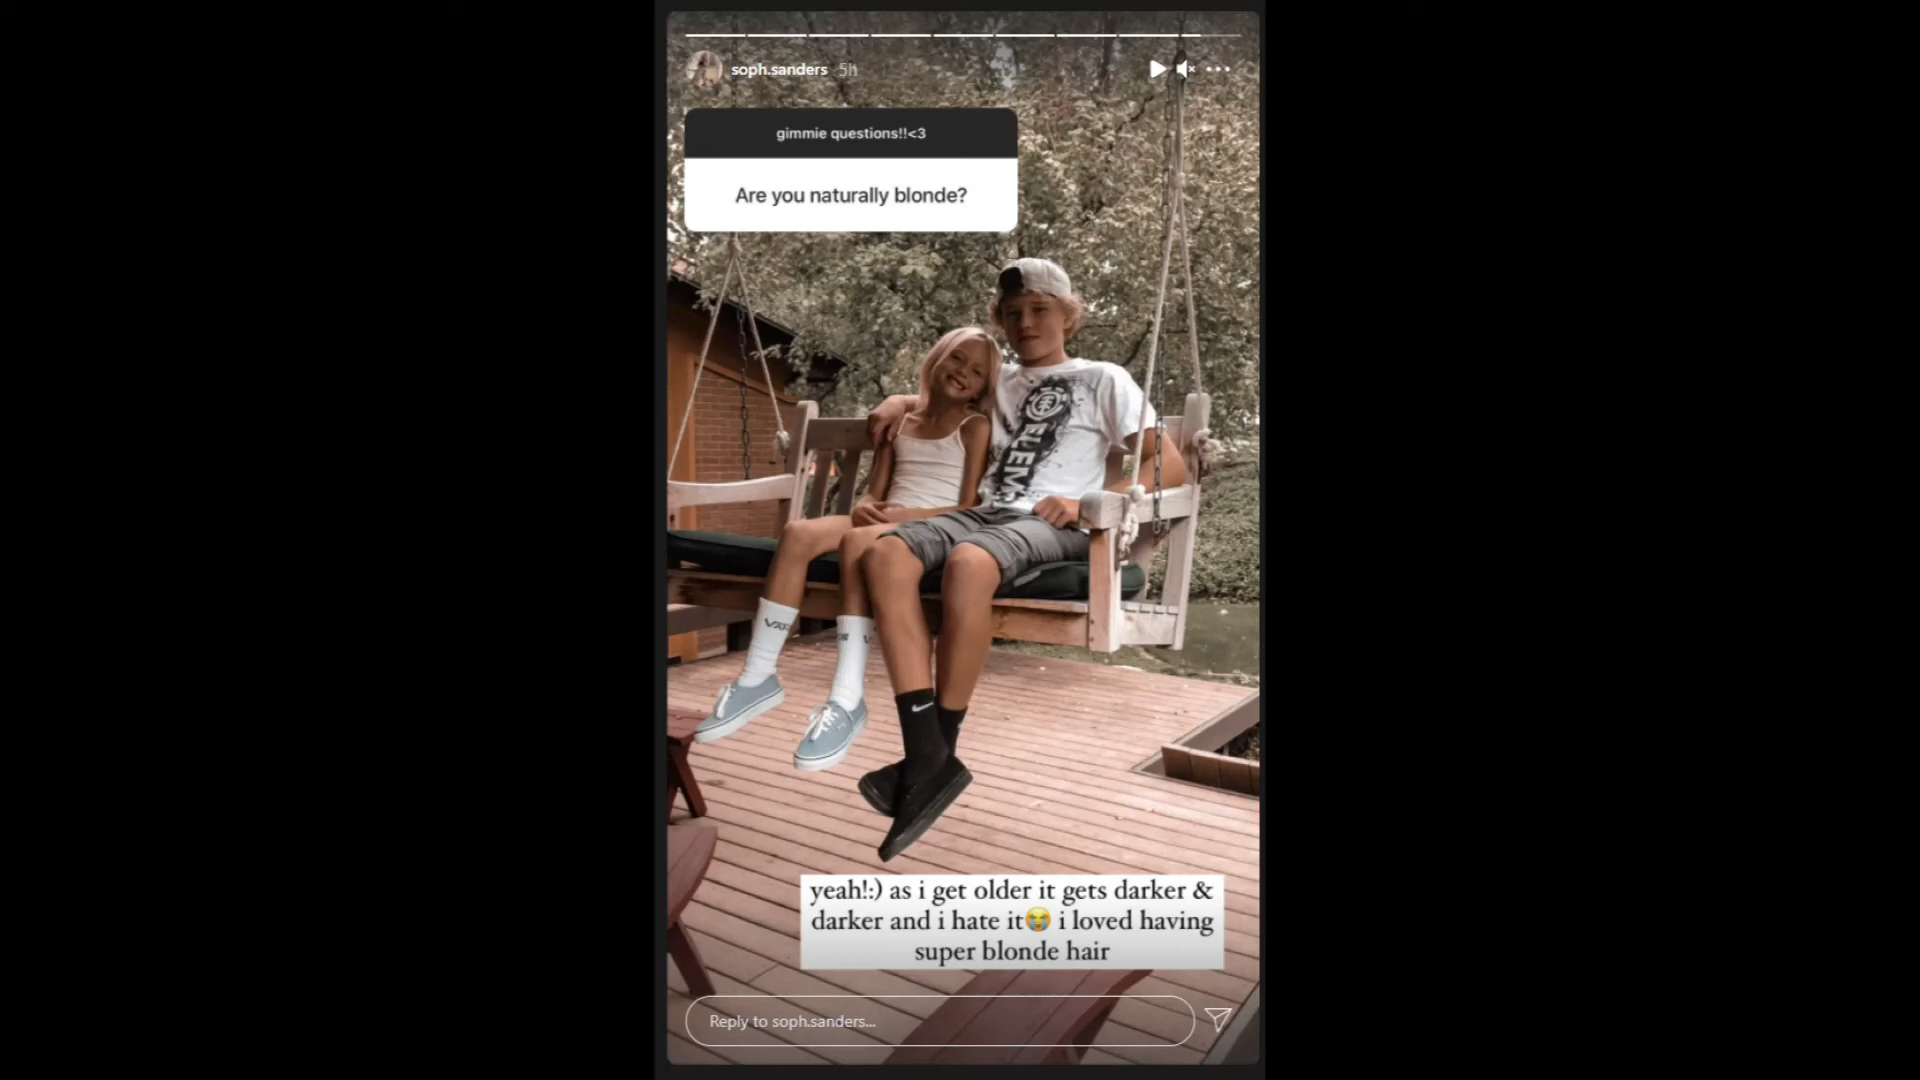 soph.sanders 5h
gimmie questions!!<3
Are you naturally blonde?
ELEM
VAN
yeah!:) as i get older it gets darker &
darker and i hate it😭 i loved having
super blonde hair
Reply to soph.sanders...